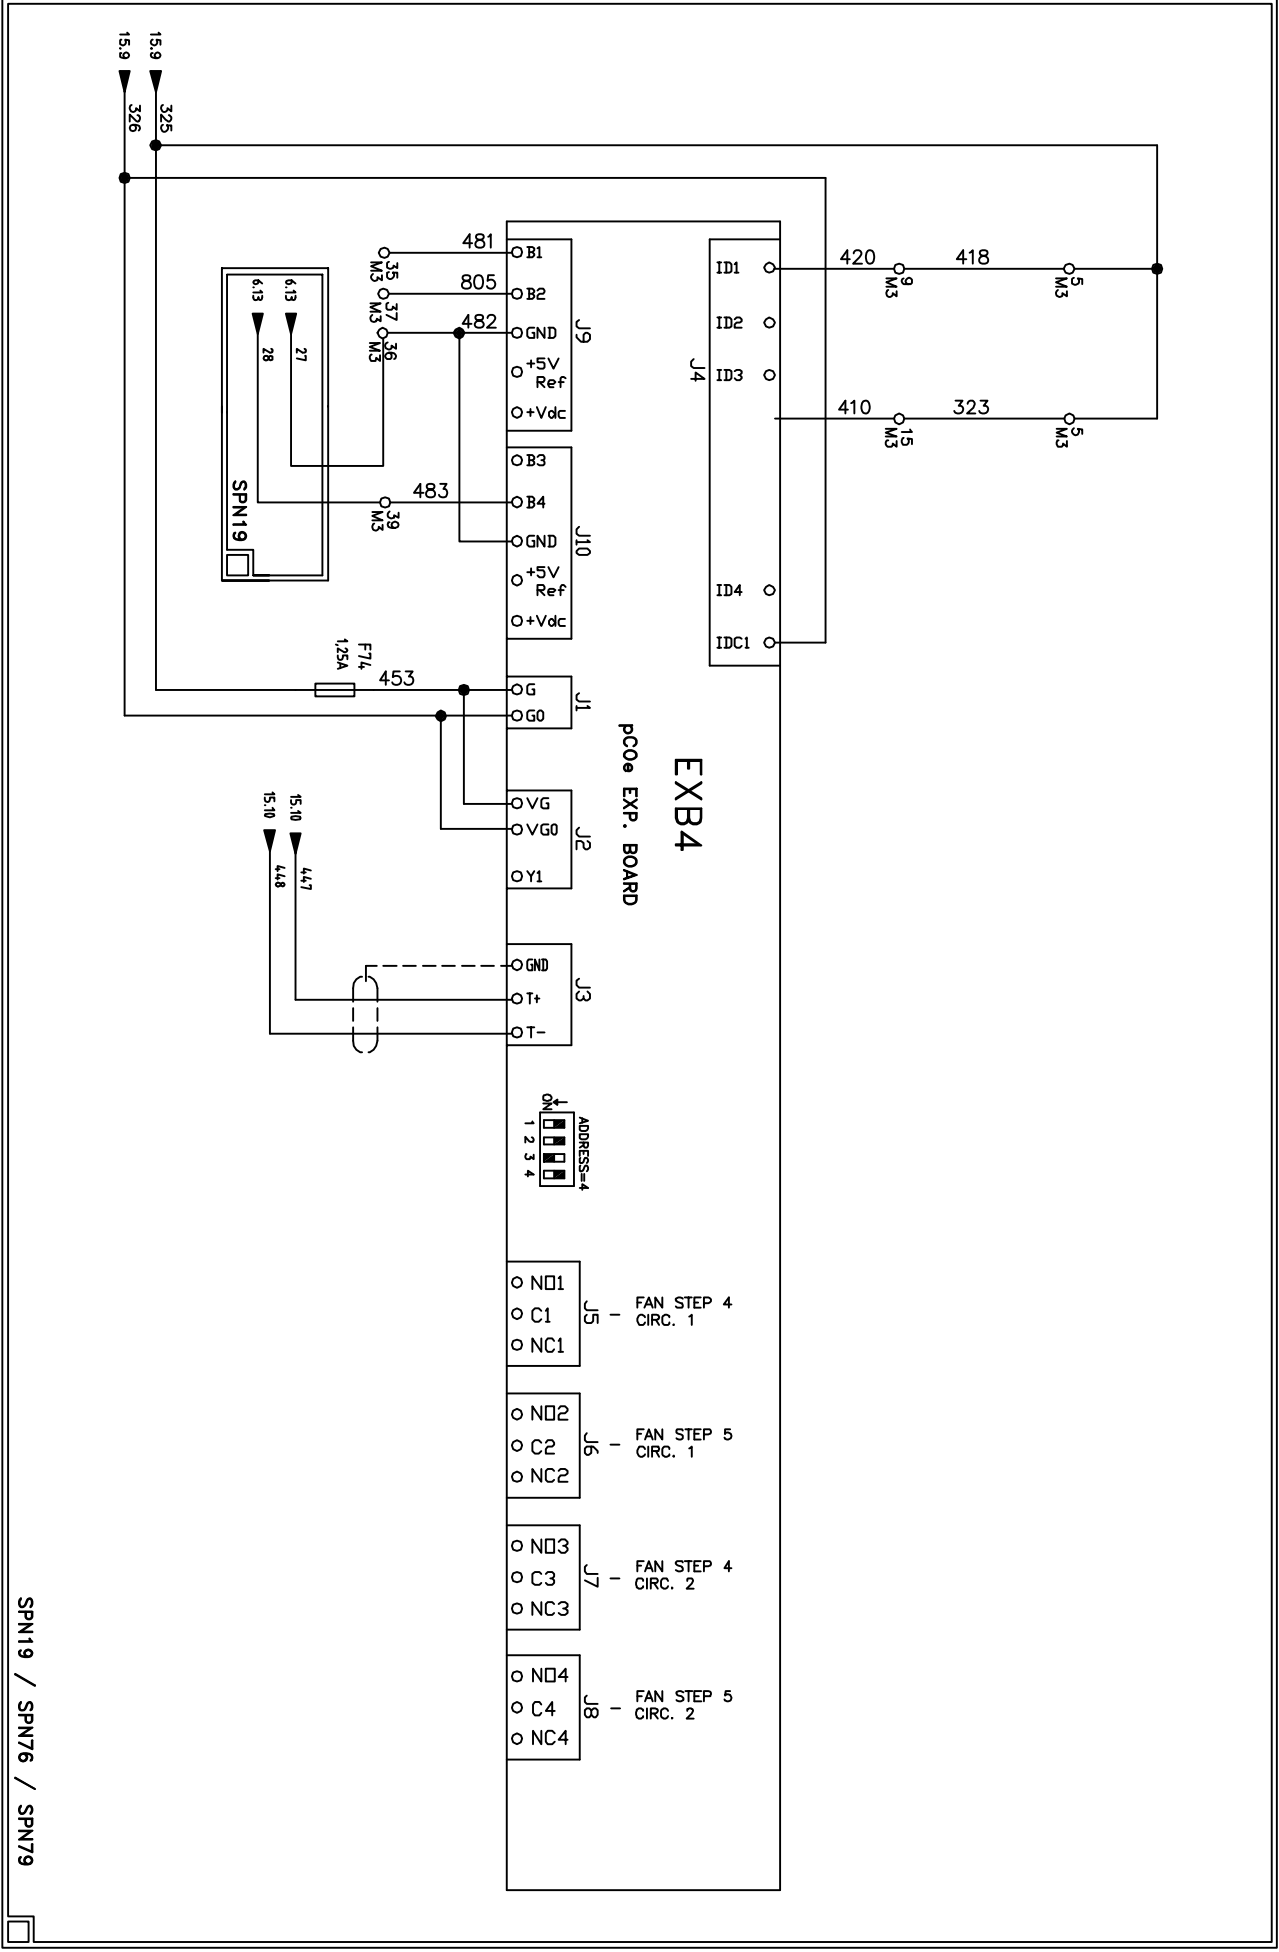 15.9
325
15.9
326
420
9
M3
418
5
M3
410
15
M3
323
5
M3
ID1
ID2
ID3
ID4
IDC1
J4
481
35
M3
805
37
M3
482
36
M3
B1
B2
GND
+5V
Ref
+Vdc
J9
6.13
27
6.13
28
SPN19
483
39
M3
B3
B4
GND
+5V
Ref
+Vdc
J10
F74
1,25A
453
G
G0
J1
EXB4
pCOe EXP. BOARD
VG
VG0
Y1
J2
15.10
447
15.10
448
GND
T+
T-
J3
ADDRESS=4
ON
1 2 3 4
NO1
C1
NC1
J5 -
FAN STEP 4
CIRC. 1
NO2
C2
NC2
J6 -
FAN STEP 5
CIRC. 1
NO3
C3
NC3
J7 -
FAN STEP 4
CIRC. 2
NO4
C4
NC4
J8 -
FAN STEP 5
CIRC. 2
SPN19 / SPN76 / SPN79